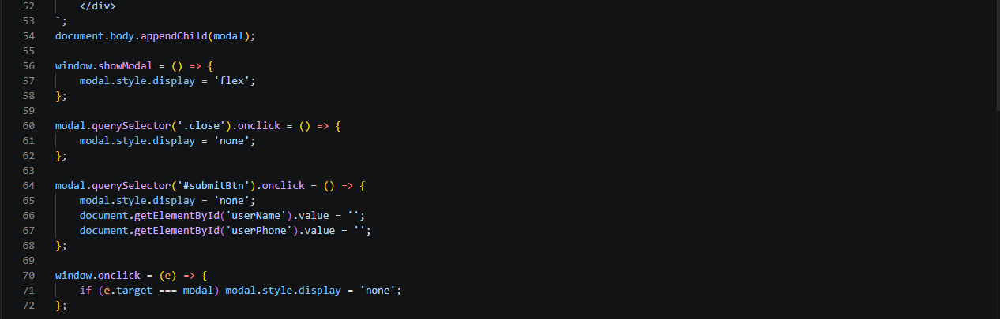 52         </div>
53 `;
54 document.body.appendChild(modal);
55
56 window.showModal = () => {
57     modal.style.display = 'flex';
58 };
59
60 modal.querySelector('.close').onclick = () => {
61     modal.style.display = 'none';
62 };
63
64 modal.querySelector('#submitBtn').onclick = () => {
65     modal.style.display = 'none';
66     document.getElementById('userName').value = '';
67     document.getElementById('userPhone').value = '';
68 };
69
70 window.onclick = (e) => {
71     if (e.target === modal) modal.style.display = 'none';
72 };